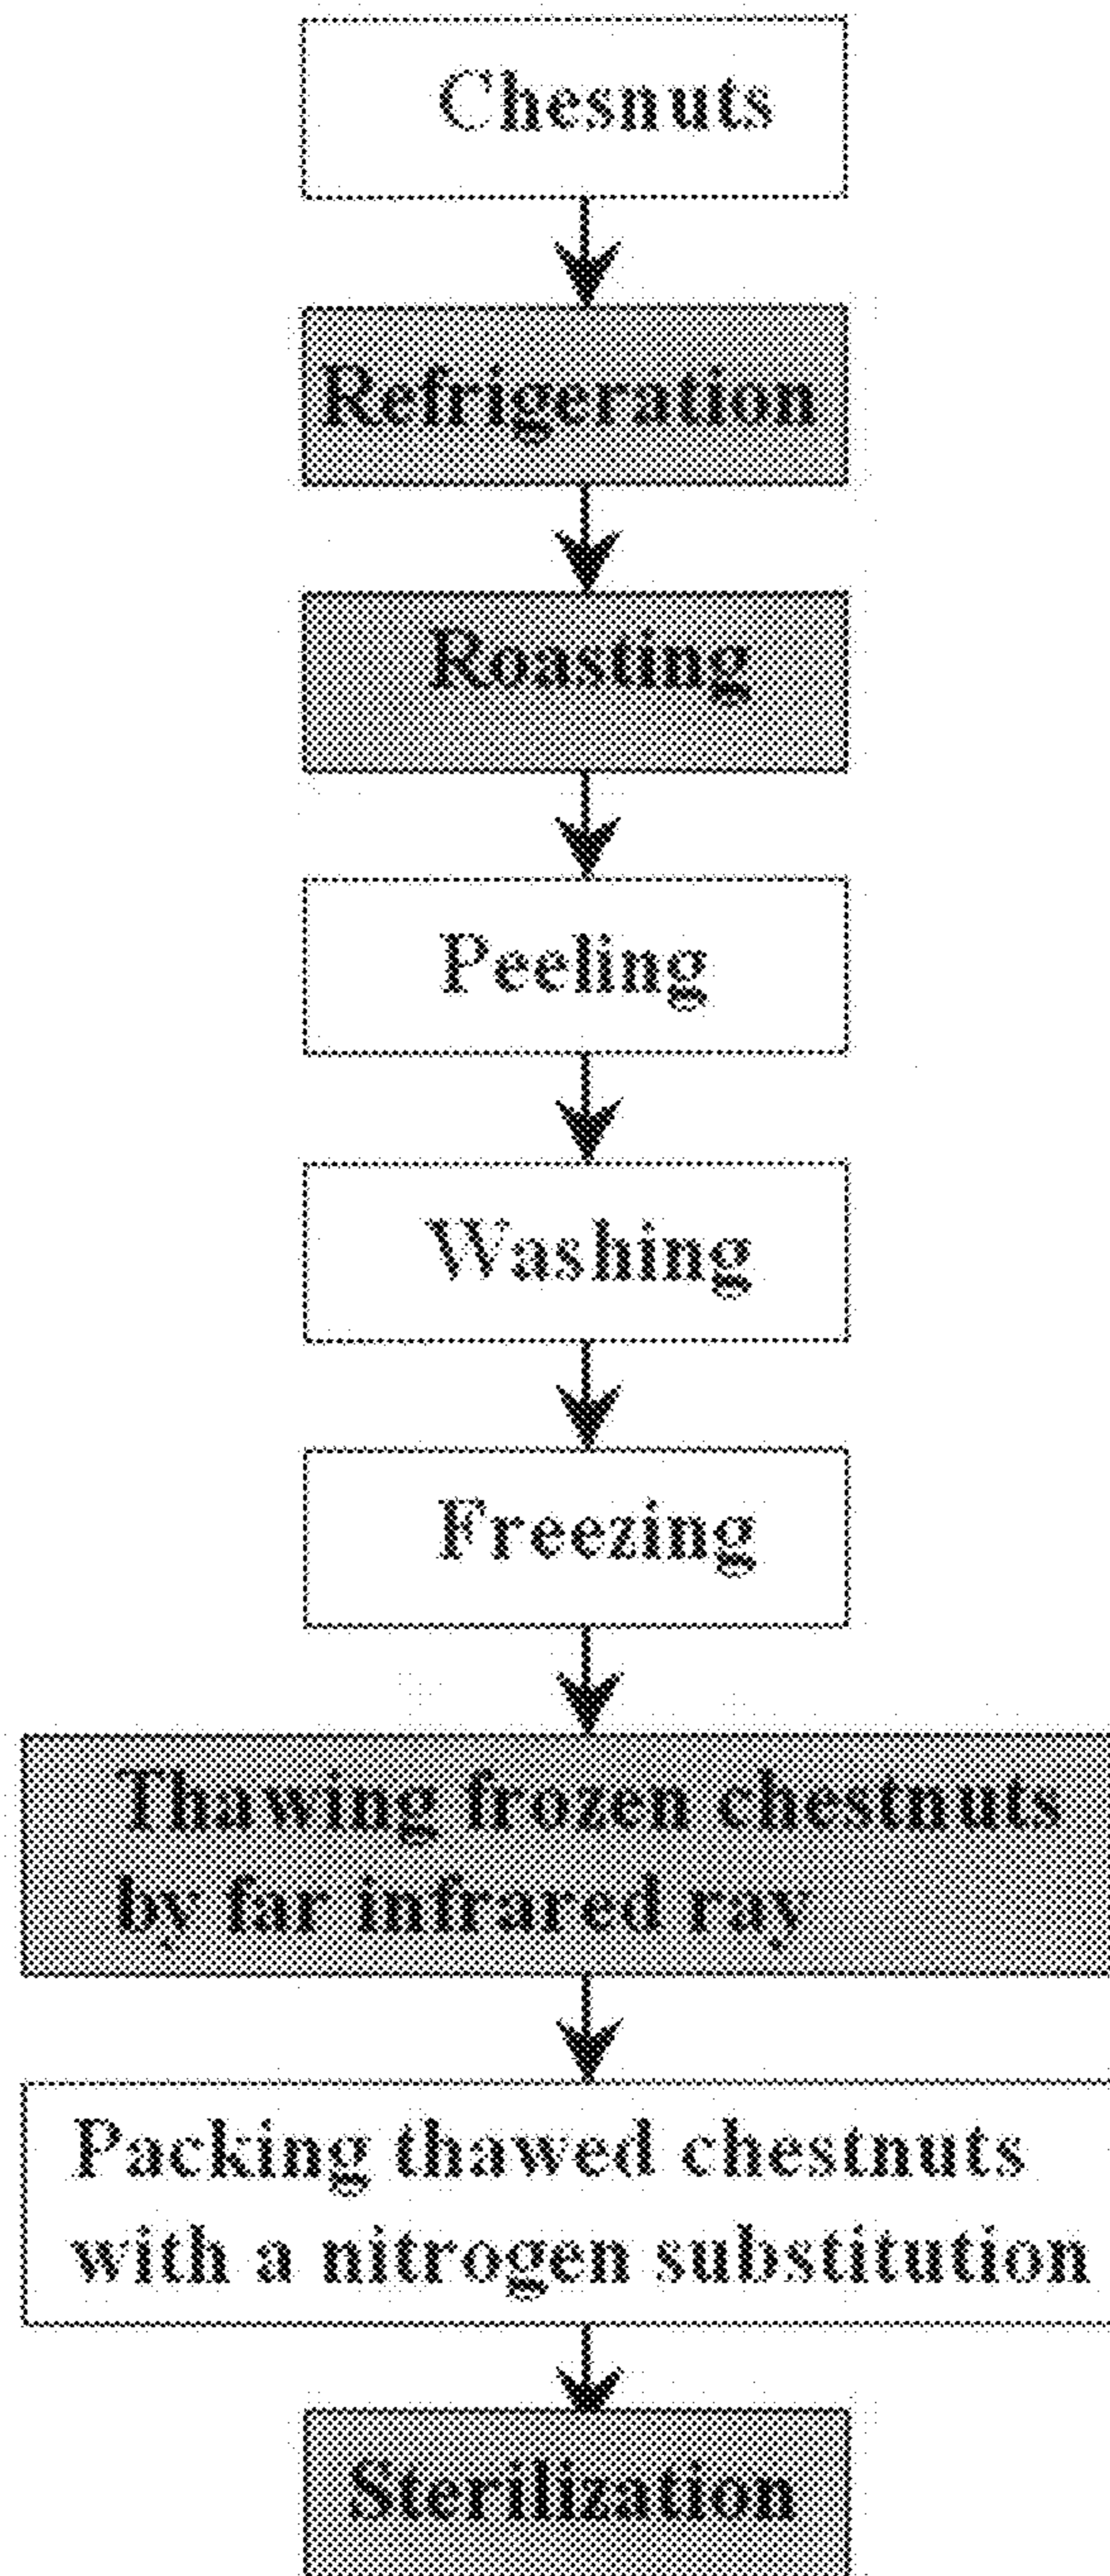 Chesnuts
Refrigeration
Roasting
Peeling
Washing
Freezing
Thawing frozen chestnuts
by far infrared ray
Packing thawed chestnuts
with a nitrogen substitution
Sterilization